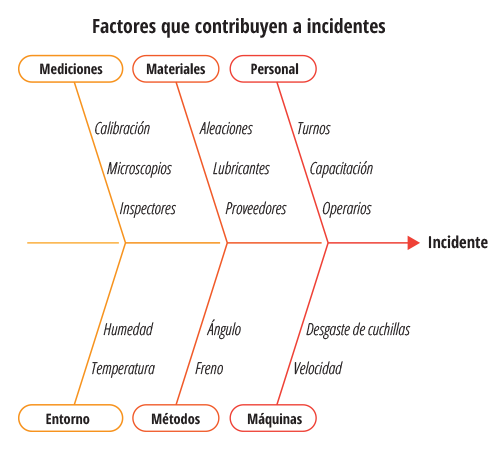 Factores que contribuyen a incidentes
Mediciones
Materiales
Personal
Calibración
Aleaciones
Turnos
Microscopios
Lubricantes
Capacitación
Inspectores
Proveedores
Operarios
Incidente
Humedad
Ángulo
Desgaste de cuchillas
Temperatura
Freno
Velocidad
Entorno
Métodos
Máquinas